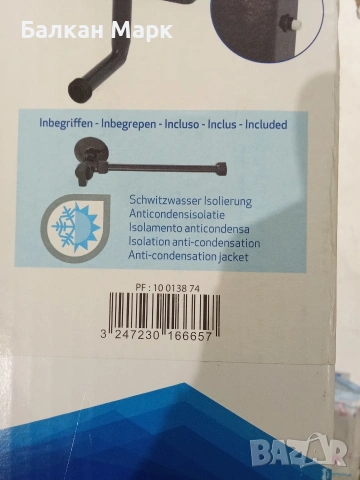 Балкан Марк
Inbegriffen - Inbegrepen - Incluso - Inclus - Included
Schwitzwasser Isolierung
Anticondensisolatie
Isolamento anticondensa
Isolation anti-condensation
Anti-condensation jacket
PF : 10 0138 74
3 247230 166657
BAZAR